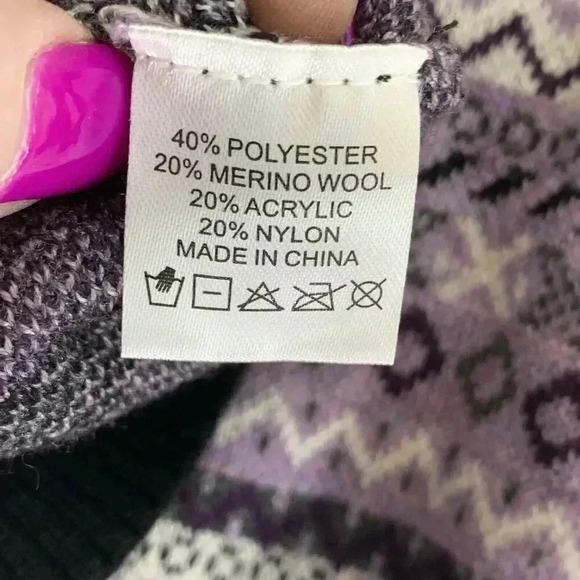 40% POLYESTER
20% MERINO WOOL
20% ACRYLIC
20% NYLON
MADE IN CHINA